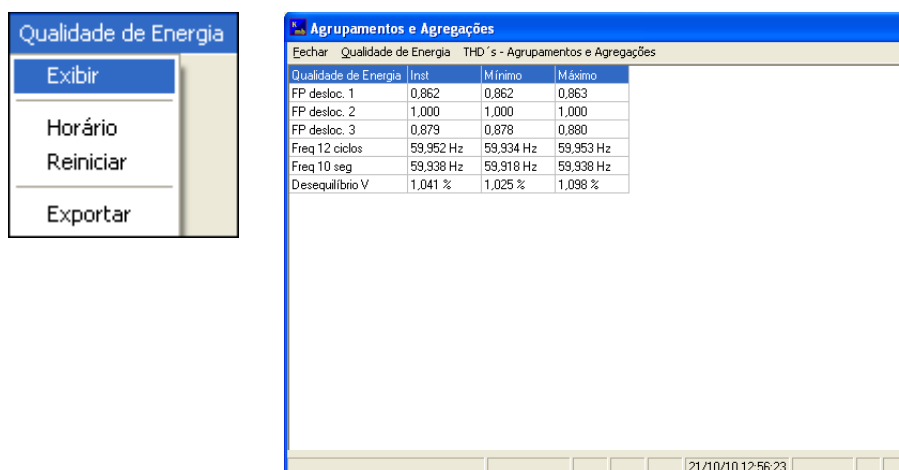 Qualidade de Energia
Exibir
Horário
Reiniciar
Exportar
Agrupamentos e Agregações
Fechar Qualidade de Energia THD´s - Agrupamentos e Agregações
Qualidade de Energia Inst Mínimo Máximo
FP desloc. 1 0,862 0,862 0,863
FP desloc. 2 1,000 1,000 1,000
FP desloc. 3 0,879 0,878 0,880
Freq 12 ciclos 59,952 Hz 59,934 Hz 59,953 Hz
Freq 10 seg 59,938 Hz 59,918 Hz 59,938 Hz
Desequilíbrio V 1,041 % 1,025 % 1,098 %
21/10/10 12:56:23